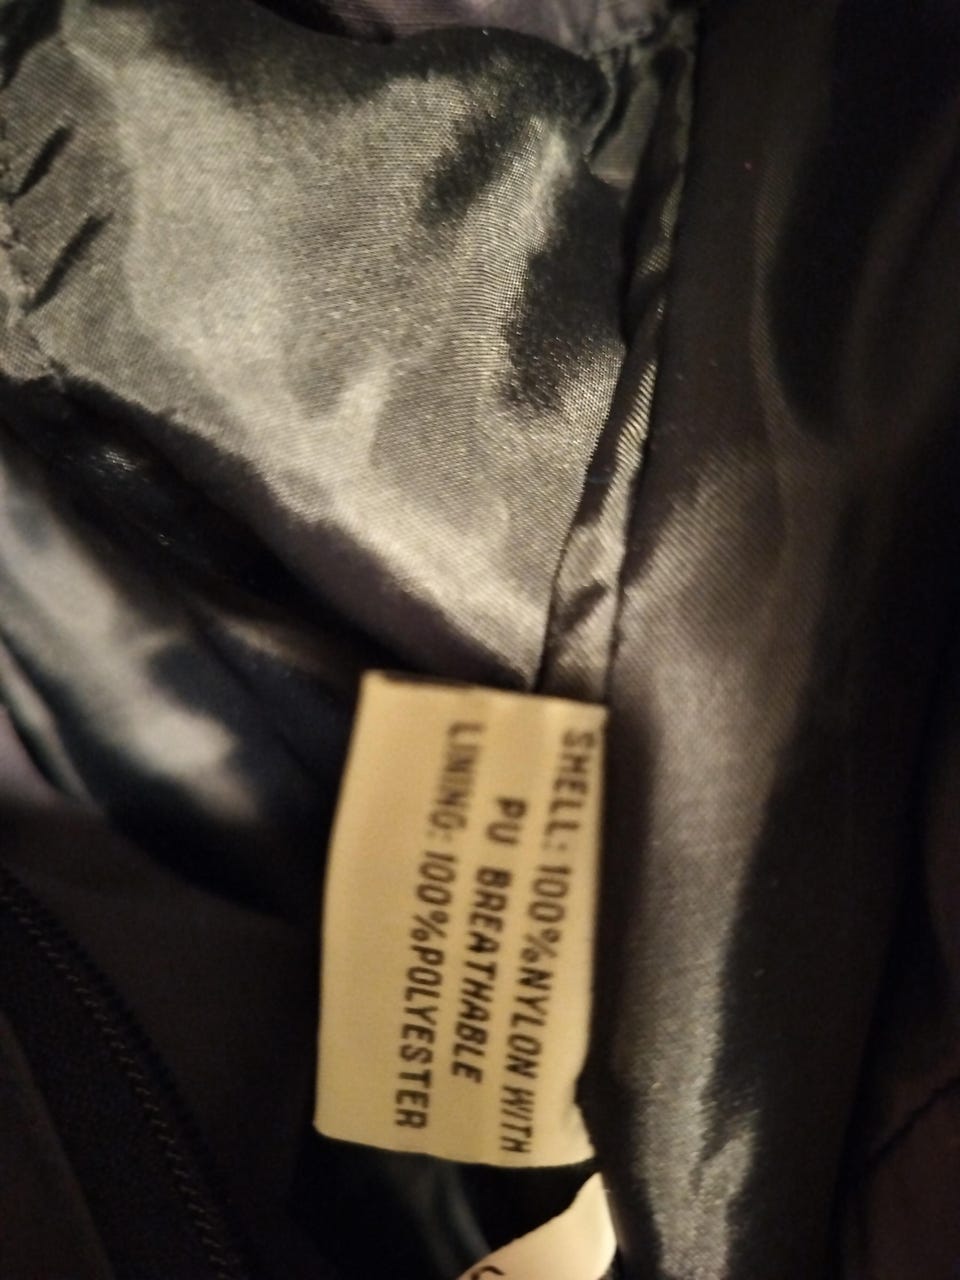 SHELL: 100%NYLON WITH
PU BREATHABLE
LINING: 100%POLYESTER